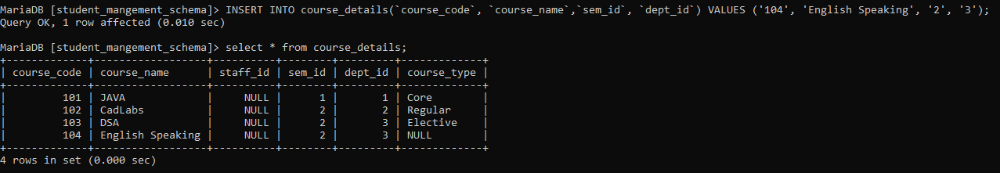 MariaDB [student_mangement_schema]> INSERT INTO course_details(`course_code`, `course_name`,`sem_id`, `dept_id`) VALUES ('104', 'English Speaking', '2', '3');
Query OK, 1 row affected (0.010 sec)

MariaDB [student_mangement_schema]> select * from course_details;
+-------------+------------------+----------+--------+---------+-------------+
| course_code | course_name      | staff_id | sem_id | dept_id | course_type |
+-------------+------------------+----------+--------+---------+-------------+
|         101 | JAVA             |     NULL |      1 |       1 | Core        |
|         102 | CadLabs          |     NULL |      2 |       2 | Regular     |
|         103 | DSA              |     NULL |      2 |       3 | Elective    |
|         104 | English Speaking |     NULL |      2 |       3 | NULL        |
+-------------+------------------+----------+--------+---------+-------------+
4 rows in set (0.000 sec)